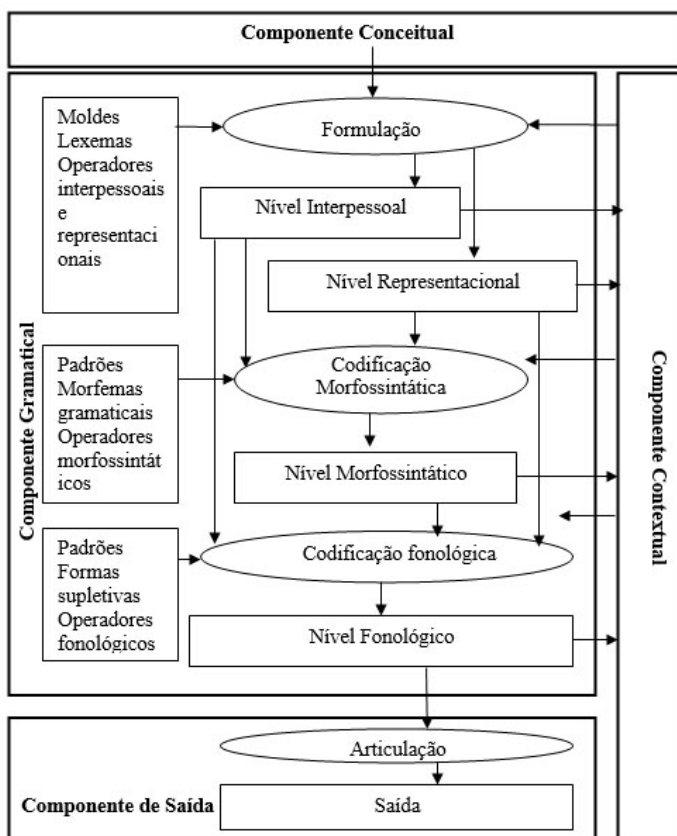 Componente Conceitual
Moldes
Lexemas
Operadores
interpessoais
e
representaci
onais
Formulação
Nível Interpessoal
Nível Representacional
Componente Gramatical
Padrões
Morfemas
gramaticais
Operadores
morfossintát
icos
Codificação
Morfossintática
Nível Morfossintático
Componente Contextual
Padrões
Formas
supletivas
Operadores
fonológicos
Codificação fonológica
Nível Fonológico
Articulação
Componente de Saída
Saída